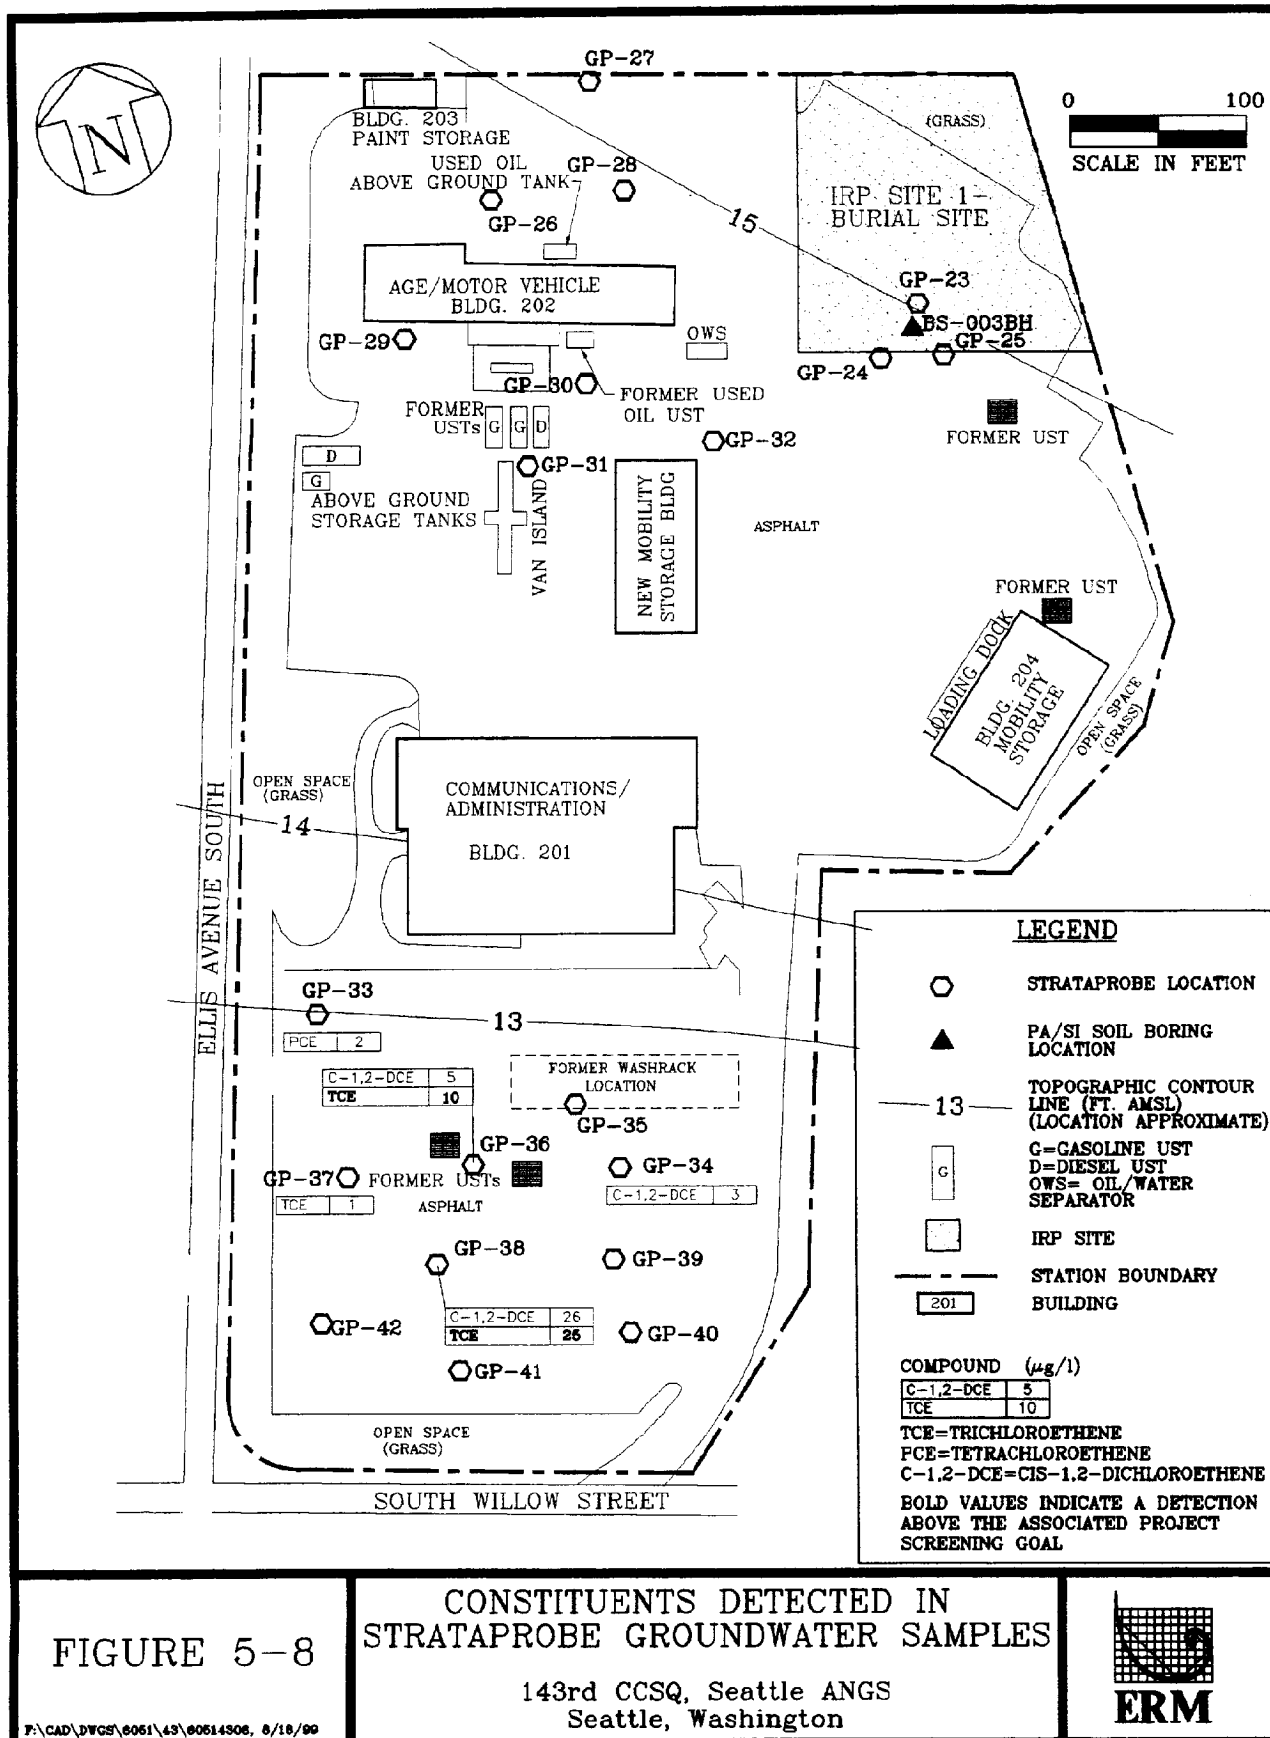 GP-27
0 100
SCALE IN FEET
N
BLDG. 203
PAINT STORAGE
(GRASS)
USED OIL
ABOVE GROUND TANK
GP-28
GP-26
IRP SITE 1-
BURIAL SITE
15
AGE/MOTOR VEHICLE
BLDG. 202
GP-23
BS-003BH
GP-29
OWS
GP-25
GP-24
GP-30
FORMER USED
OIL UST
FORMER
USTs
G G D
GP-32
FORMER UST
D
GP-31
G
ABOVE GROUND
STORAGE TANKS
VAN ISLAND
NEW MOBILITY
STORAGE BLDG
ASPHALT
FORMER UST
LOADING DOCK
BLDG. 204
MOBILITY
STORAGE
OPEN SPACE
(GRASS)
OPEN SPACE
(GRASS)
COMMUNICATIONS/
ADMINISTRATION
BLDG. 201
14
ELLIS AVENUE SOUTH
GP-33
13
PCE 2
C-1,2-DCE 5
TCE 10
FORMER WASHRACK
LOCATION
GP-35
GP-36
GP-37
FORMER USTs
GP-34
TCE 1
ASPHALT
C-1,2-DCE 3
GP-38
GP-39
C-1,2-DCE 26
TCE 25
GP-42
GP-40
GP-41
OPEN SPACE
(GRASS)
SOUTH WILLOW STREET
LEGEND
STRATAPROBE LOCATION
PA/SI SOIL BORING
LOCATION
13
TOPOGRAPHIC CONTOUR
LINE (FT. AMSL)
(LOCATION APPROXIMATE)
G
G=GASOLINE UST
D=DIESEL UST
OWS= OIL/WATER
SEPARATOR
IRP SITE
STATION BOUNDARY
201
BUILDING
COMPOUND (µg/l)
C-1,2-DCE 5
TCE 10
TCE=TRICHLOROETHENE
PCE=TETRACHLOROETHENE
C-1,2-DCE=CIS-1,2-DICHLOROETHENE
BOLD VALUES INDICATE A DETECTION
ABOVE THE ASSOCIATED PROJECT
SCREENING GOAL
FIGURE 5-8
F:\CAD\DWGS\6051\43\60514306, 8/18/99
CONSTITUENTS DETECTED IN
STRATAPROBE GROUNDWATER SAMPLES
143rd CCSQ, Seattle ANGS
Seattle, Washington
ERM